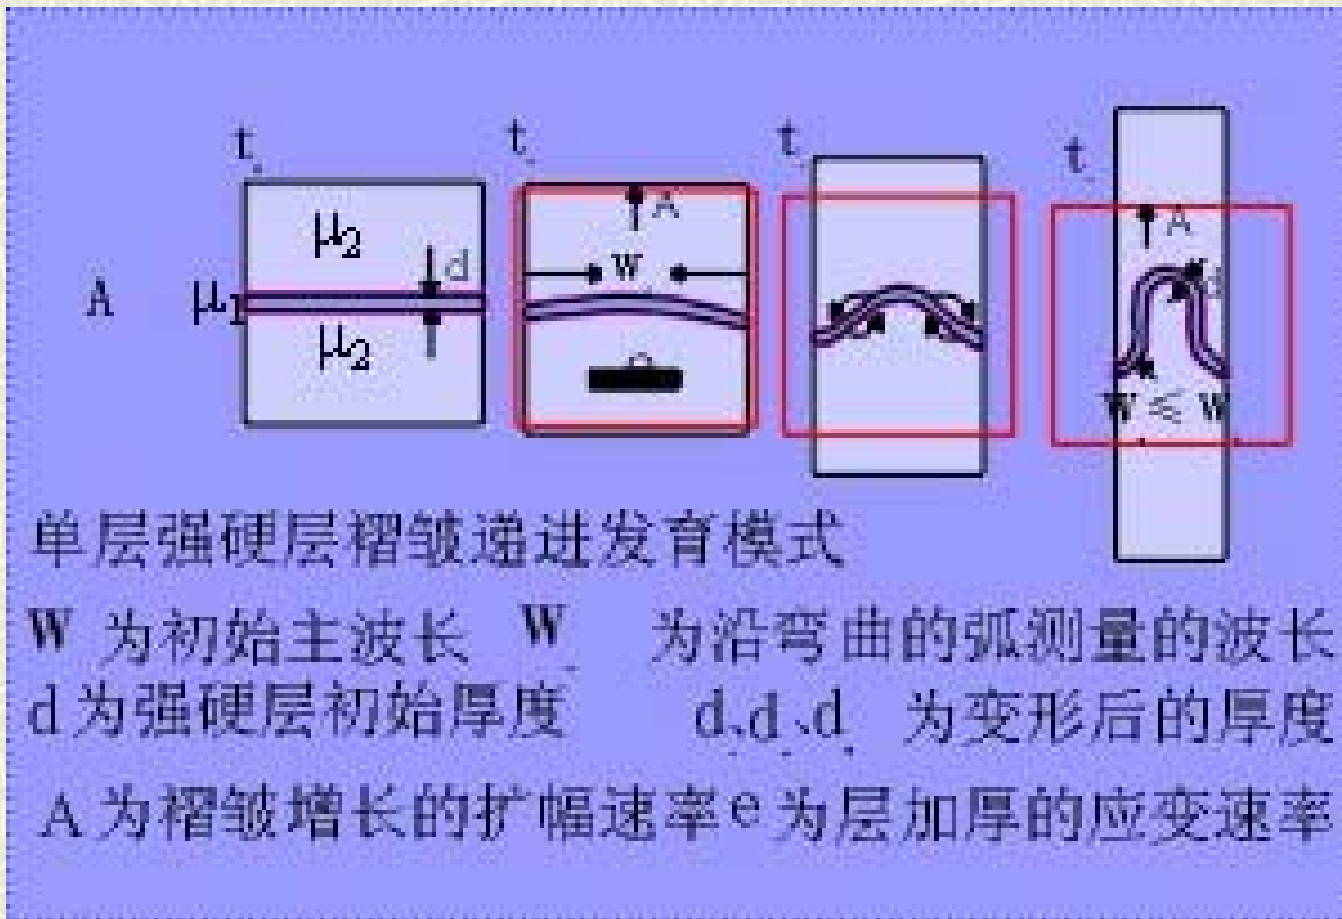 t t t t
μ2 d A W A d
A μ1
μ2
W ≤ W
单层强硬层褶皱递进发育模式
W 为初始主波长 W 为沿弯曲的弧测量的波长
d为强硬层初始厚度 d、d、d 为变形后的厚度
A为褶皱增长的扩幅速率e为层加厚的应变速率